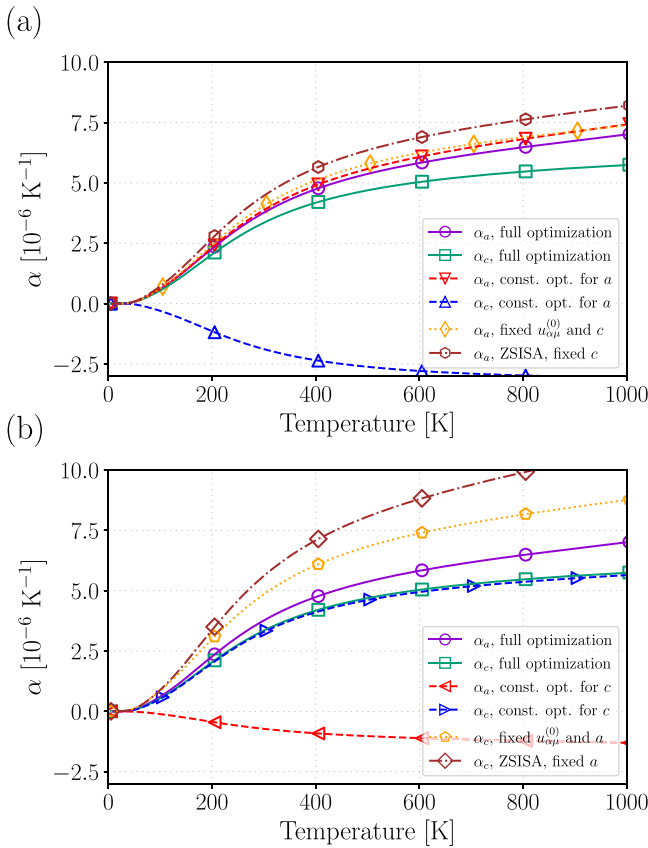 (a)
10.0
7.5
5.0
2.5
0.0
−2.5
α [10⁻⁶ K⁻¹]
α_a, full optimization
α_c, full optimization
α_a, const. opt. for a
α_c, const. opt. for a
α_a, fixed u_{αμ}^{(0)} and c
α_a, ZSISA, fixed c
0 200 400 600 800 1000
Temperature [K]
(b)
10.0
7.5
5.0
2.5
0.0
−2.5
α [10⁻⁶ K⁻¹]
α_a, full optimization
α_c, full optimization
α_a, const. opt. for c
α_c, const. opt. for c
α_c, fixed u_{αμ}^{(0)} and a
α_c, ZSISA, fixed a
0 200 400 600 800 1000
Temperature [K]